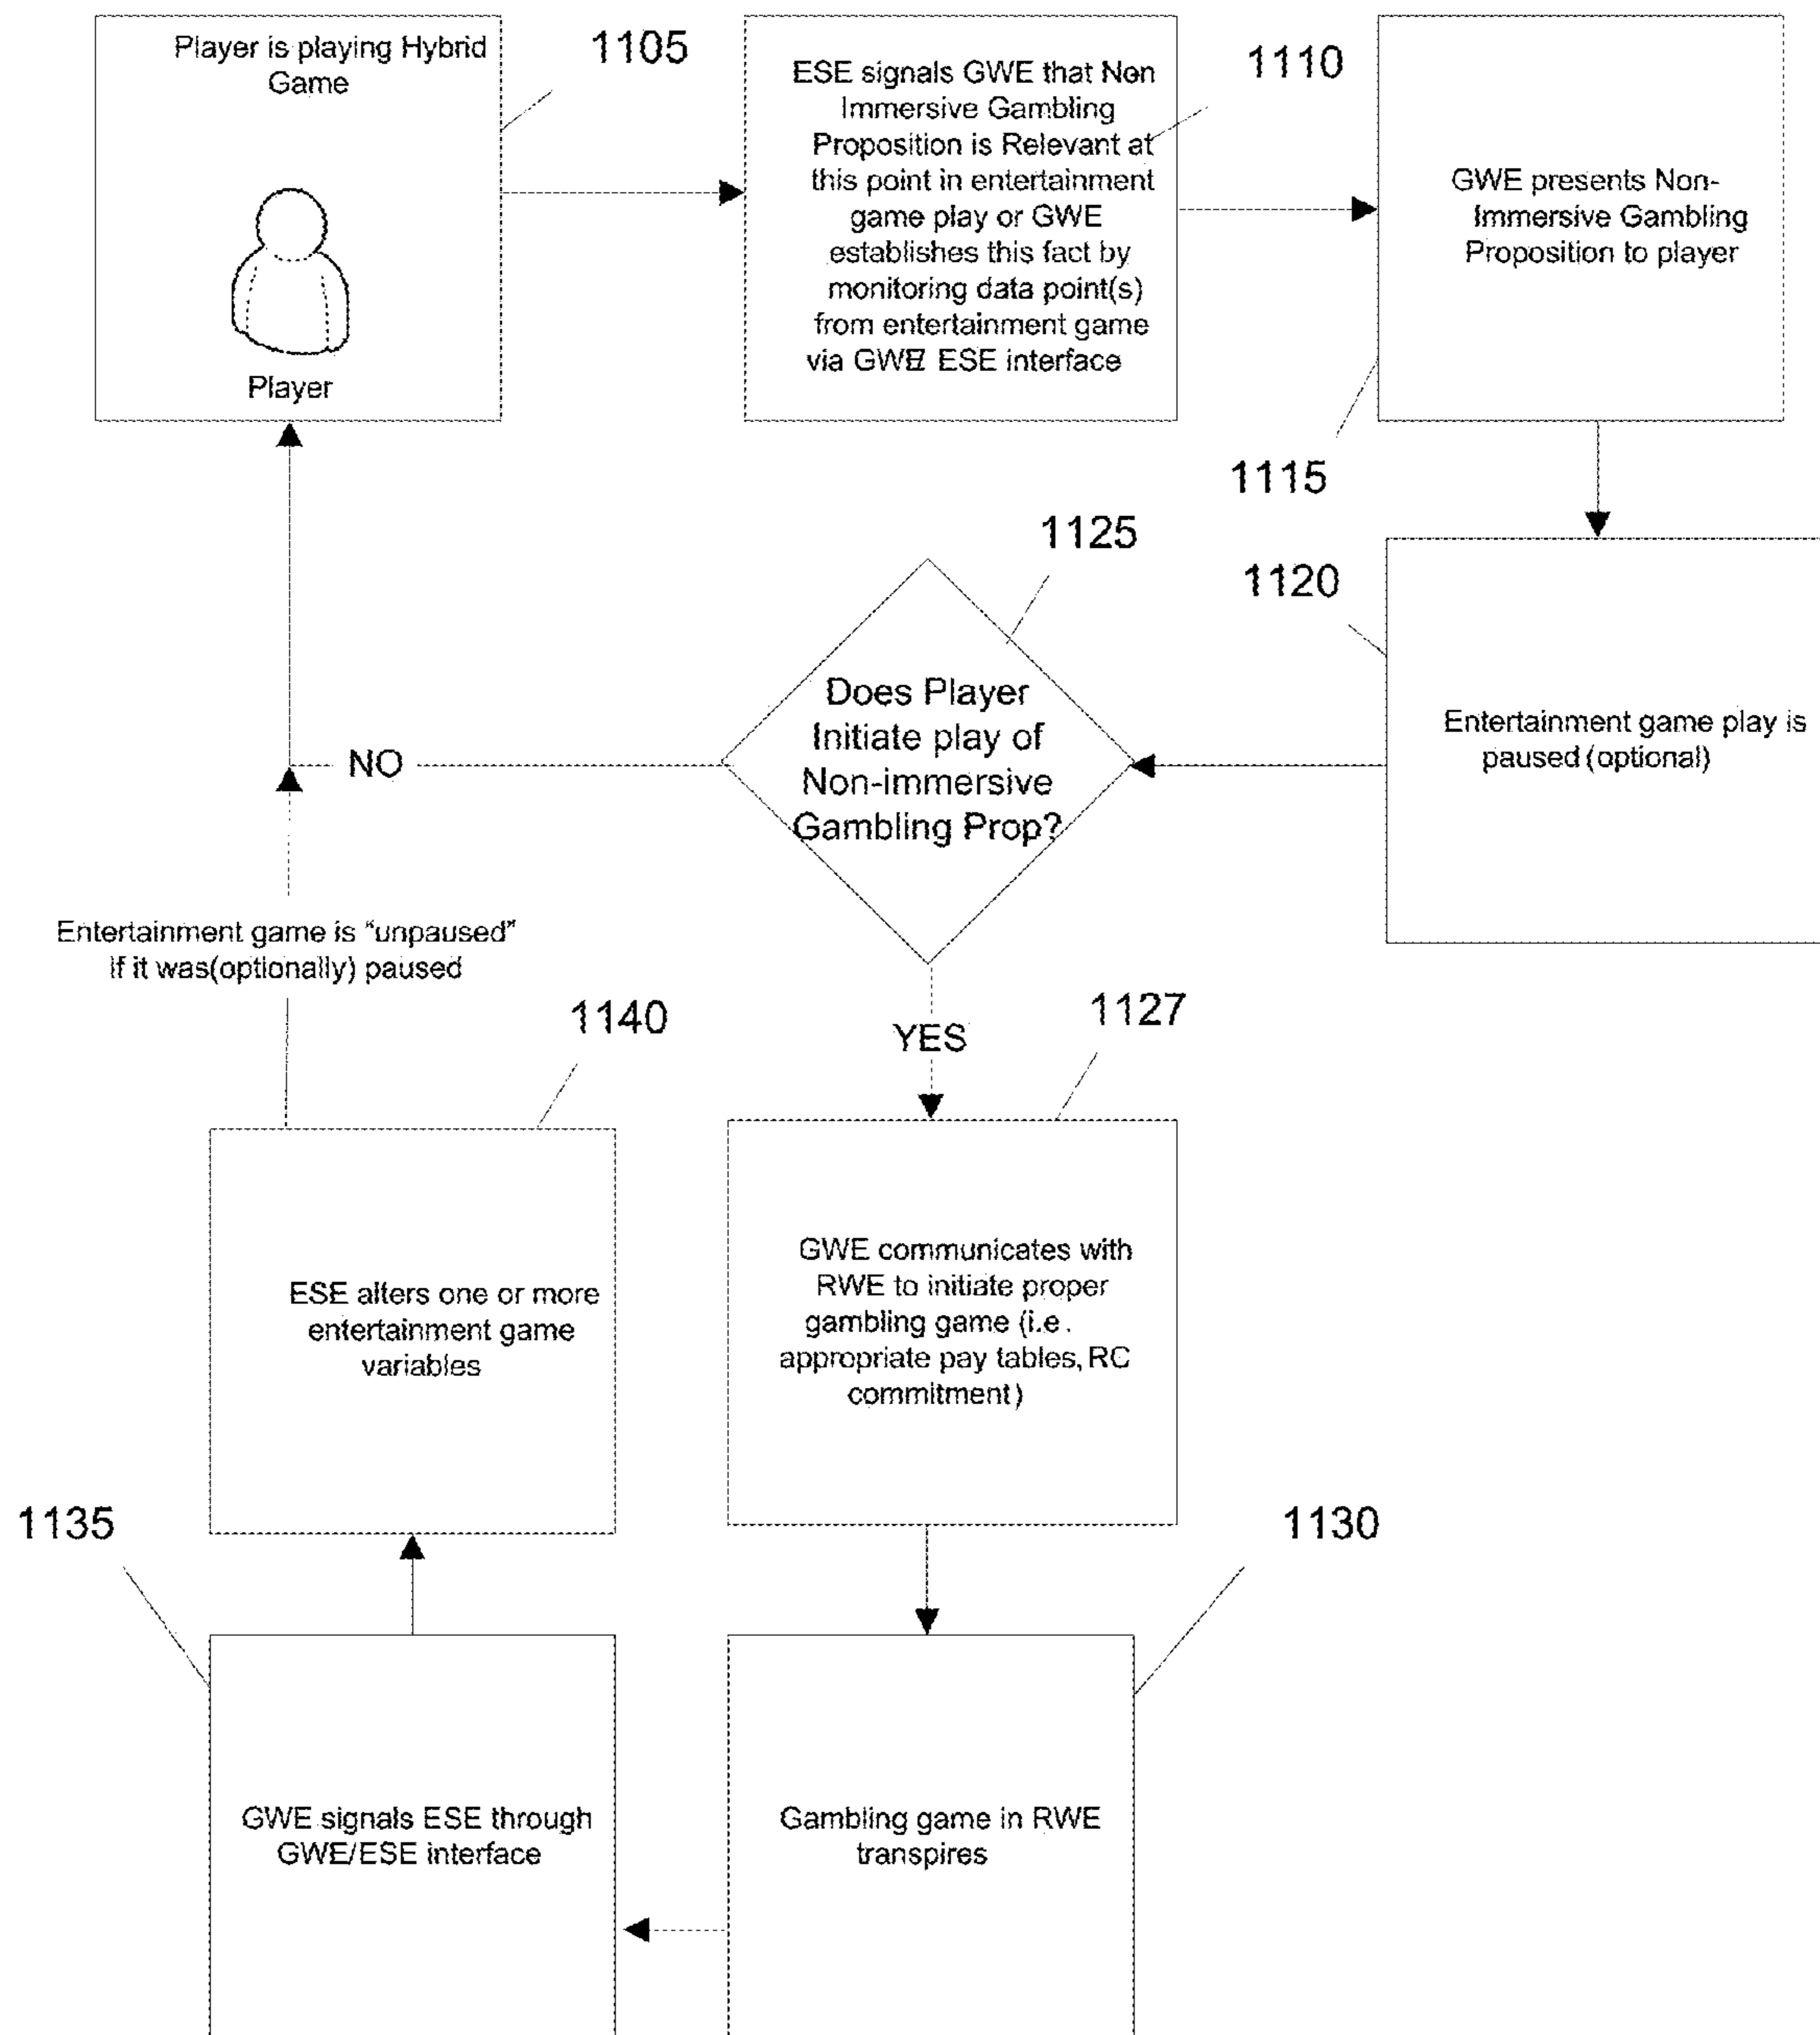 Player is playing Hybrid
Game
Player
1105
ESE signals GWE that Non
Immersive Gambling
Proposition is Relevant at
this point in entertainment
game play or GWE
establishes this fact by
monitoring data point(s)
from entertainment game
via GWE/ ESE interface
1110
GWE presents Non-
Immersive Gambling
Proposition to player
1115
1120
Entertainment game play is
paused (optional)
1125
Does Player
Initiate play of
Non-immersive
Gambling Prop?
NO
YES
Entertainment game is "unpaused"
if it was(optionally) paused
1140
ESE alters one or more
entertainment game
variables
1127
GWE communicates with
RWE to initiate proper
gambling game (i.e.
appropriate pay tables, RC
commitment)
1135
GWE signals ESE through
GWE/ESE interface
1130
Gambling game in RWE
transpires